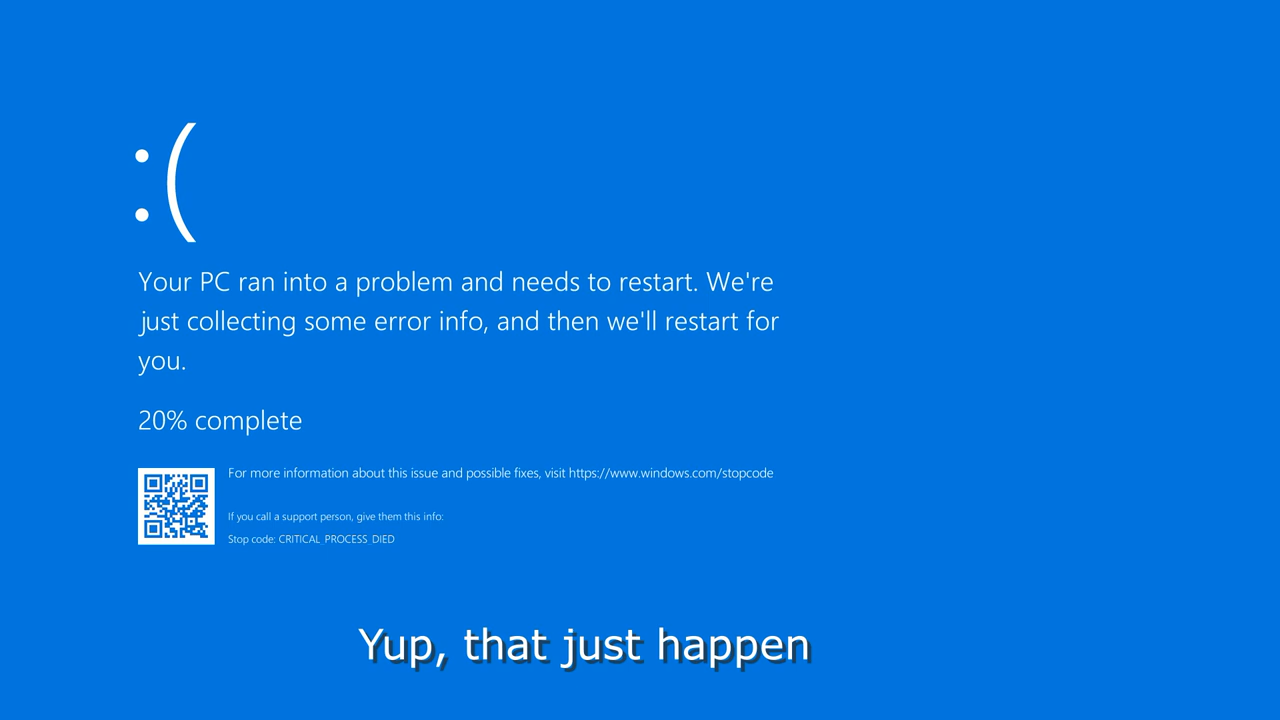 :(
Your PC ran into a problem and needs to restart. We're
just collecting some error info, and then we'll restart for
you.
20% complete
For more information about this issue and possible fixes, visit https://www.windows.com/stopcode
If you call a support person, give them this info:
Stop code: CRITICAL_PROCESS_DIED
Yup, that just happen